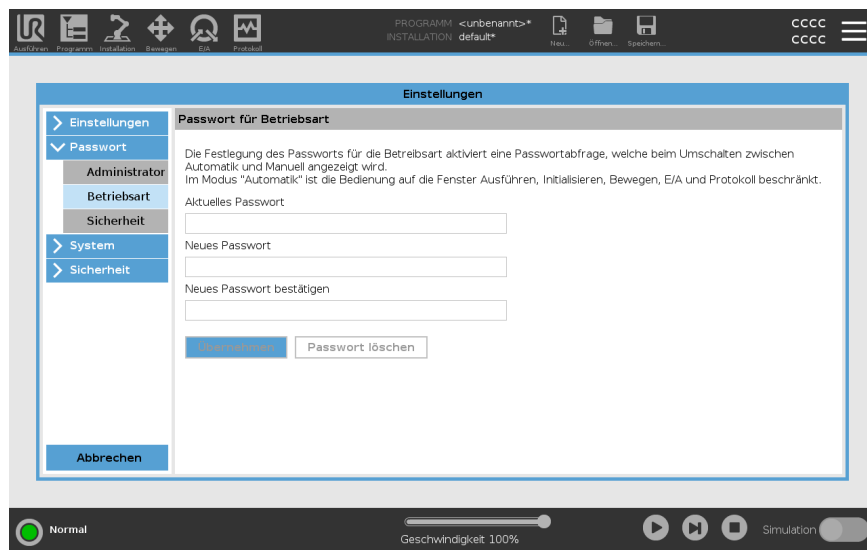 PROGRAMM <unbenannt>*
INSTALLATION default*
cccc
cccc
UR
Ausführen Programm Installation Bewegen E/A Protokoll
Neu... Öffnen... Speichern...
Einstellungen
Einstellungen
Passwort
Administrator
Betriebsart
Sicherheit
System
Sicherheit
Abbrechen
Passwort für Betriebsart
Die Festlegung des Passworts für die Betreibsart aktiviert eine Passwortabfrage, welche beim Umschalten zwischen
Automatik und Manuell angezeigt wird.
Im Modus "Automatik" ist die Bedienung auf die Fenster Ausführen, Initialisieren, Bewegen, E/A und Protokoll beschränkt.
Aktuelles Passwort
Neues Passwort
Neues Passwort bestätigen
Übernehmen Passwort löschen
Normal
Geschwindigkeit 100%
Simulation